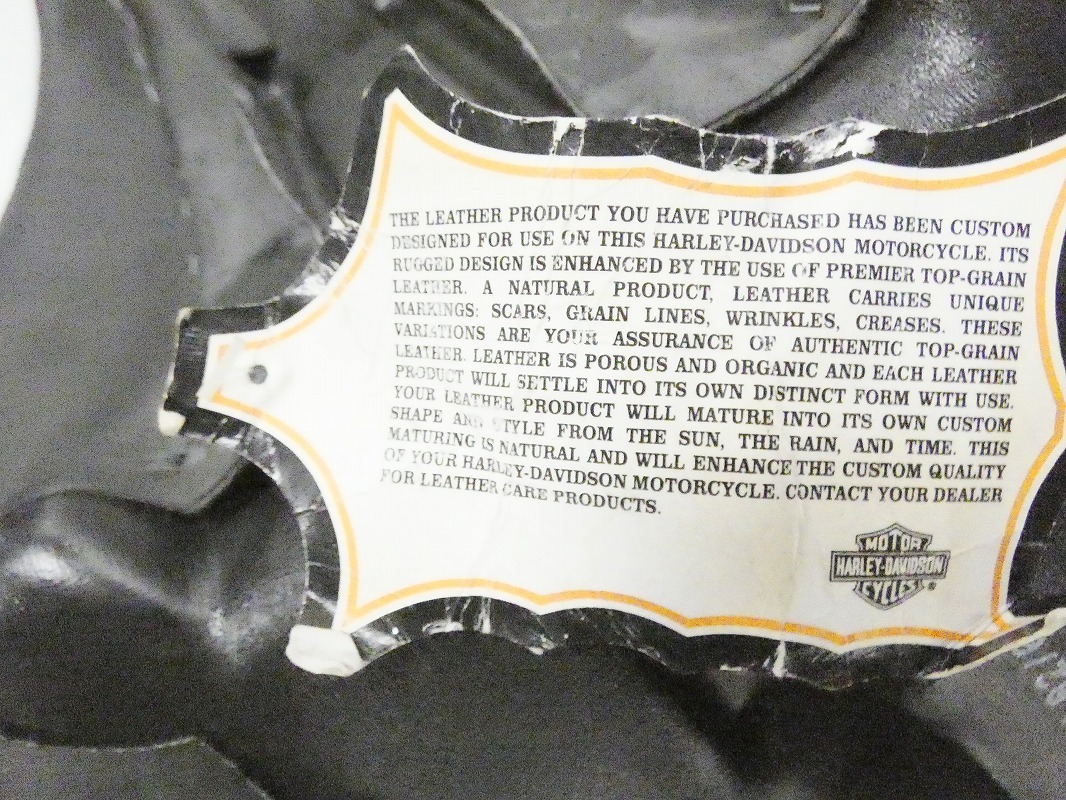 THE LEATHER PRODUCT YOU HAVE PURCHASED HAS BEEN CUSTOM
DESIGNED FOR USE ON THIS HARLEY-DAVIDSON MOTORCYCLE. ITS
RUGGED DESIGN IS ENHANCED BY THE USE OF PREMIER TOP-GRAIN
LEATHER. A NATURAL PRODUCT, LEATHER CARRIES UNIQUE
MARKINGS: SCARS, GRAIN LINES, WRINKLES, CREASES. THESE
VARIATIONS ARE YOUR ASSURANCE OF AUTHENTIC TOP-GRAIN
LEATHER. LEATHER IS POROUS AND ORGANIC AND EACH LEATHER
PRODUCT WILL SETTLE INTO ITS OWN DISTINCT FORM WITH USE.
YOUR LEATHER PRODUCT WILL MATURE INTO ITS OWN CUSTOM
SHAPE AND STYLE FROM THE SUN, THE RAIN, AND TIME. THIS
MATURING IS NATURAL AND WILL ENHANCE THE CUSTOM QUALITY
OF YOUR HARLEY-DAVIDSON MOTORCYCLE. CONTACT YOUR DEALER
FOR LEATHER CARE PRODUCTS.
MOTOR
HARLEY-DAVIDSON
CYCLES ®